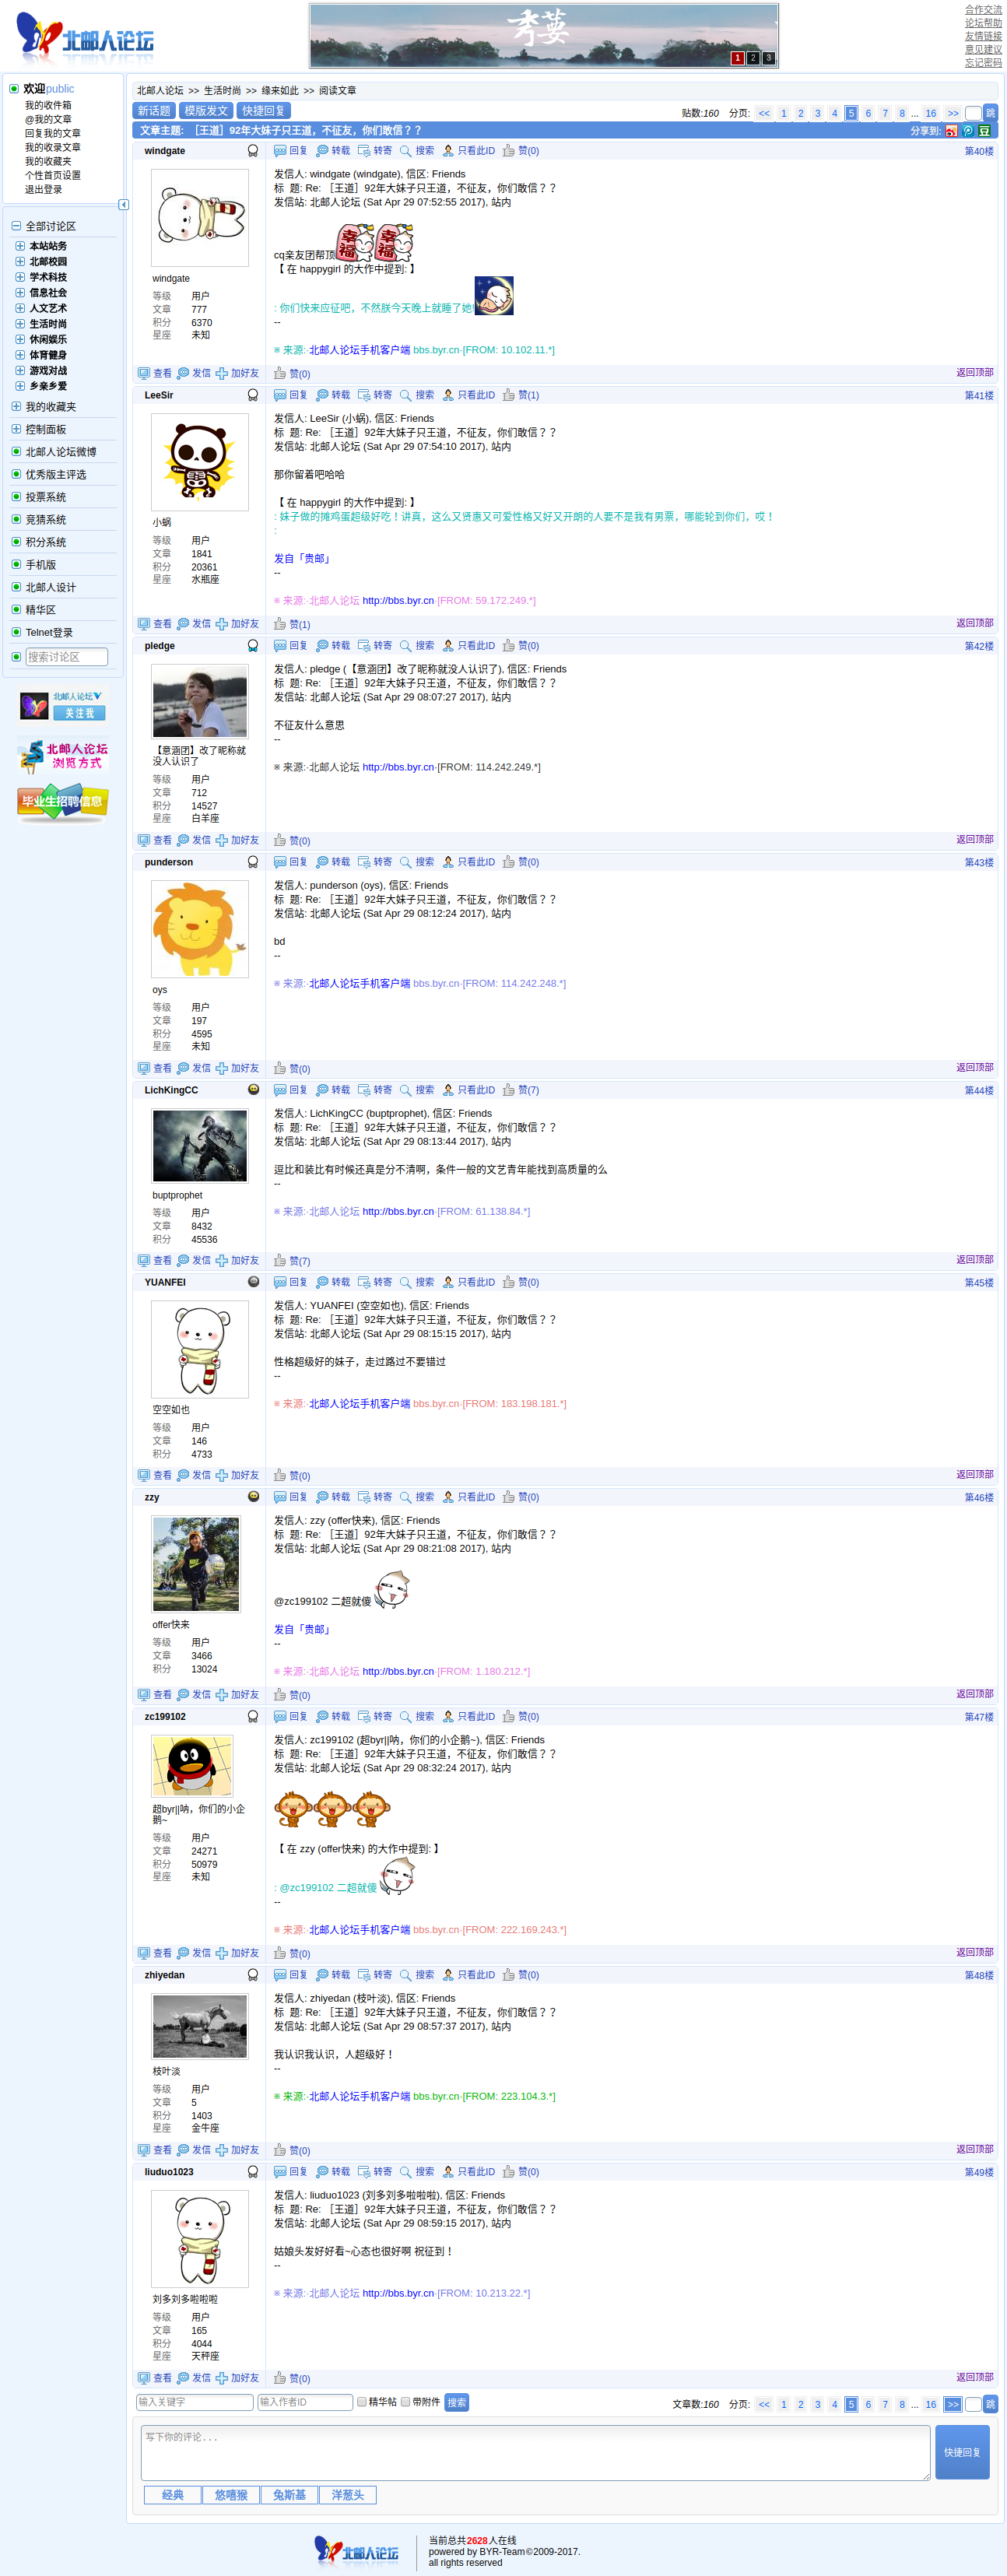 北邮人论坛
秀蔓
1 2 3
合作交流
论坛帮助
友情链接
意见建议
忘记密码
欢迎public
我的收件箱
@我的文章
回复我的文章
我的收录文章
我的收藏夹
个性首页设置
退出登录
全部讨论区
本站站务
北邮校园
学术科技
信息社会
人文艺术
生活时尚
休闲娱乐
体育健身
游戏对战
乡亲乡爱
我的收藏夹
控制面板
北邮人论坛微博
优秀版主评选
投票系统
竞猜系统
积分系统
手机版
北邮人设计
精华区
Telnet登录
搜索讨论区
北邮人论坛
关注我
北邮人论坛
浏览方式
毕业生招聘信息
北邮人论坛 >> 生活时尚 >> 缘来如此 >> 阅读文章
新话题 模版发文 快捷回复
贴数:160 分页: << 1 2 3 4 5 6 7 8 ... 16 >> 跳
文章主题: [王道] 92年大妹子只王道，不征友，你们敢信？？
分享到: 豆
windgate
回复 转载 转寄 搜索 只看此ID 赞(0) 第40楼
windgate
等级 用户
文章 777
积分 6370
星座 未知
发信人: windgate (windgate), 信区: Friends
标 题: Re: [王道] 92年大妹子只王道，不征友，你们敢信？？
发信站: 北邮人论坛 (Sat Apr 29 07:52:55 2017), 站内
cq亲友团帮顶 幸福 幸福
【 在 happygirl 的大作中提到: 】
: 你们快来应征吧，不然朕今天晚上就睡了她!
--
※ 来源:·北邮人论坛手机客户端 bbs.byr.cn·[FROM: 10.102.11.*]
查看 发信 加好友 赞(0) 返回顶部
LeeSir
回复 转载 转寄 搜索 只看此ID 赞(1) 第41楼
小蜗
等级 用户
文章 1841
积分 20361
星座 水瓶座
发信人: LeeSir (小蜗), 信区: Friends
标 题: Re: [王道] 92年大妹子只王道，不征友，你们敢信？？
发信站: 北邮人论坛 (Sat Apr 29 07:54:10 2017), 站内
那你留着吧哈哈
【 在 happygirl 的大作中提到: 】
: 妹子做的摊鸡蛋超级好吃！讲真，这么又贤惠又可爱性格又好又开朗的人要不是我有男票，哪能轮到你们，哎！
:
发自「贵邮」
--
※ 来源:·北邮人论坛 http://bbs.byr.cn·[FROM: 59.172.249.*]
查看 发信 加好友 赞(1) 返回顶部
pledge
回复 转载 转寄 搜索 只看此ID 赞(0) 第42楼
【意涵团】改了昵称就没人认识了
等级 用户
文章 712
积分 14527
星座 白羊座
发信人: pledge (【意涵团】改了昵称就没人认识了), 信区: Friends
标 题: Re: [王道] 92年大妹子只王道，不征友，你们敢信？？
发信站: 北邮人论坛 (Sat Apr 29 08:07:27 2017), 站内
不征友什么意思
--
※ 来源:·北邮人论坛 http://bbs.byr.cn·[FROM: 114.242.249.*]
查看 发信 加好友 赞(0) 返回顶部
punderson
回复 转载 转寄 搜索 只看此ID 赞(0) 第43楼
oys
等级 用户
文章 197
积分 4595
星座 未知
发信人: punderson (oys), 信区: Friends
标 题: Re: [王道] 92年大妹子只王道，不征友，你们敢信？？
发信站: 北邮人论坛 (Sat Apr 29 08:12:24 2017), 站内
bd
--
※ 来源:·北邮人论坛手机客户端 bbs.byr.cn·[FROM: 114.242.248.*]
查看 发信 加好友 赞(0) 返回顶部
LichKingCC
回复 转载 转寄 搜索 只看此ID 赞(7) 第44楼
buptprophet
等级 用户
文章 8432
积分 45536
发信人: LichKingCC (buptprophet), 信区: Friends
标 题: Re: [王道] 92年大妹子只王道，不征友，你们敢信？？
发信站: 北邮人论坛 (Sat Apr 29 08:13:44 2017), 站内
逗比和装比有时候还真是分不清啊，条件一般的文艺青年能找到高质量的么
--
※ 来源:·北邮人论坛 http://bbs.byr.cn·[FROM: 61.138.84.*]
查看 发信 加好友 赞(7) 返回顶部
YUANFEI
回复 转载 转寄 搜索 只看此ID 赞(0) 第45楼
空空如也
等级 用户
文章 146
积分 4733
发信人: YUANFEI (空空如也), 信区: Friends
标 题: Re: [王道] 92年大妹子只王道，不征友，你们敢信？？
发信站: 北邮人论坛 (Sat Apr 29 08:15:15 2017), 站内
性格超级好的妹子，走过路过不要错过
--
※ 来源:·北邮人论坛手机客户端 bbs.byr.cn·[FROM: 183.198.181.*]
查看 发信 加好友 赞(0) 返回顶部
zzy
回复 转载 转寄 搜索 只看此ID 赞(0) 第46楼
offer快来
等级 用户
文章 3466
积分 13024
发信人: zzy (offer快来), 信区: Friends
标 题: Re: [王道] 92年大妹子只王道，不征友，你们敢信？？
发信站: 北邮人论坛 (Sat Apr 29 08:21:08 2017), 站内
@zc199102 二超就傻
发自「贵邮」
--
※ 来源:·北邮人论坛 http://bbs.byr.cn·[FROM: 1.180.212.*]
查看 发信 加好友 赞(0) 返回顶部
zc199102
回复 转载 转寄 搜索 只看此ID 赞(0) 第47楼
超byr||呐，你们的小企鹅~
等级 用户
文章 24271
积分 50979
星座 未知
发信人: zc199102 (超byr||呐，你们的小企鹅~), 信区: Friends
标 题: Re: [王道] 92年大妹子只王道，不征友，你们敢信？？
发信站: 北邮人论坛 (Sat Apr 29 08:32:24 2017), 站内
【 在 zzy (offer快来) 的大作中提到: 】
: @zc199102 二超就傻
--
※ 来源:·北邮人论坛手机客户端 bbs.byr.cn·[FROM: 222.169.243.*]
查看 发信 加好友 赞(0) 返回顶部
zhiyedan
回复 转载 转寄 搜索 只看此ID 赞(0) 第48楼
枝叶淡
等级 用户
文章 5
积分 1403
星座 金牛座
发信人: zhiyedan (枝叶淡), 信区: Friends
标 题: Re: [王道] 92年大妹子只王道，不征友，你们敢信？？
发信站: 北邮人论坛 (Sat Apr 29 08:57:37 2017), 站内
我认识我认识，人超级好！
--
※ 来源:·北邮人论坛手机客户端 bbs.byr.cn·[FROM: 223.104.3.*]
查看 发信 加好友 赞(0) 返回顶部
liuduo1023
回复 转载 转寄 搜索 只看此ID 赞(0) 第49楼
刘多刘多啦啦啦
等级 用户
文章 165
积分 4044
星座 天秤座
发信人: liuduo1023 (刘多刘多啦啦啦), 信区: Friends
标 题: Re: [王道] 92年大妹子只王道，不征友，你们敢信？？
发信站: 北邮人论坛 (Sat Apr 29 08:59:15 2017), 站内
姑娘头发好好看~心态也很好啊 祝征到！
--
※ 来源:·北邮人论坛 http://bbs.byr.cn·[FROM: 10.213.22.*]
查看 发信 加好友 赞(0) 返回顶部
输入关键字 输入作者ID 精华帖 带附件 搜索
文章数:160 分页: << 1 2 3 4 5 6 7 8 ... 16 >> 跳
写下你的评论...
快捷回复
经典 悠嘻猴 兔斯基 洋葱头
北邮人论坛
当前总共2628人在线
powered by BYR-Team©2009-2017.
all rights reserved